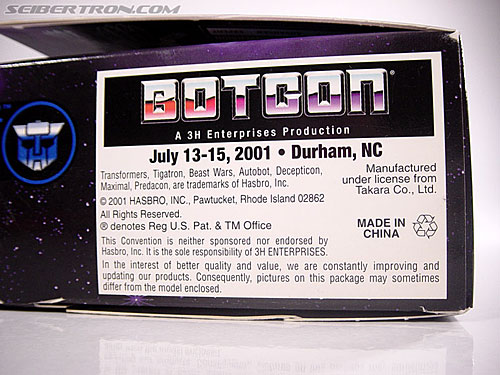 SEIBERTRON.COM
BOTCON®
A 3H Enterprises Production
July 13-15, 2001 • Durham, NC
Transformers, Tigatron, Beast Wars, Autobot, Decepticon,
Maximal, Predacon, are trademarks of Hasbro, Inc.
© 2001 HASBRO, INC., Pawtucket, Rhode Island 02862
All Rights Reserved.
® denotes Reg U.S. Pat. & TM Office
Manufactured
under license from
Takara Co., Ltd.
MADE IN
CHINA
This Convention is neither sponsored nor endorsed by
Hasbro, Inc. It is the sole responsibility of 3H ENTERPRISES.
In the interest of better quality and value, we are constantly improving and
updating our products. Consequently, pictures on this package may sometimes
differ from the model enclosed.